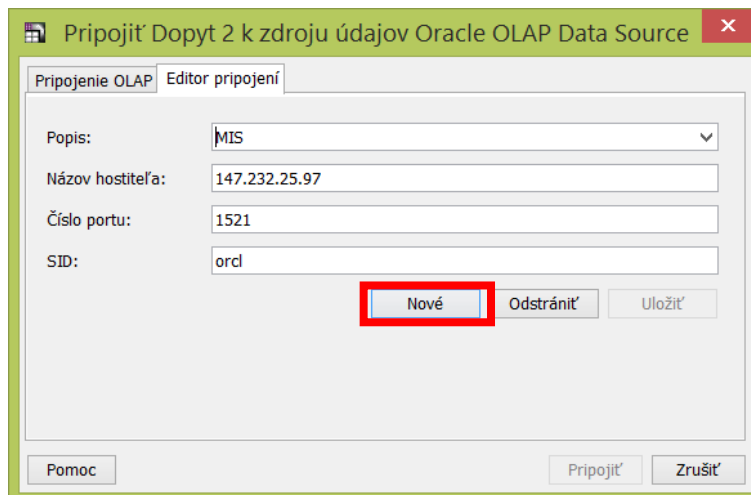 Pripojiť Dopyt 2 k zdroju údajov Oracle OLAP Data Source
Pripojenie OLAP Editor pripojení
Popis: MIS
Názov hostiteľa: 147.232.25.97
Číslo portu: 1521
SID: orcl
Nové Odstrániť Uložiť
Pomoc Pripojiť Zrušiť